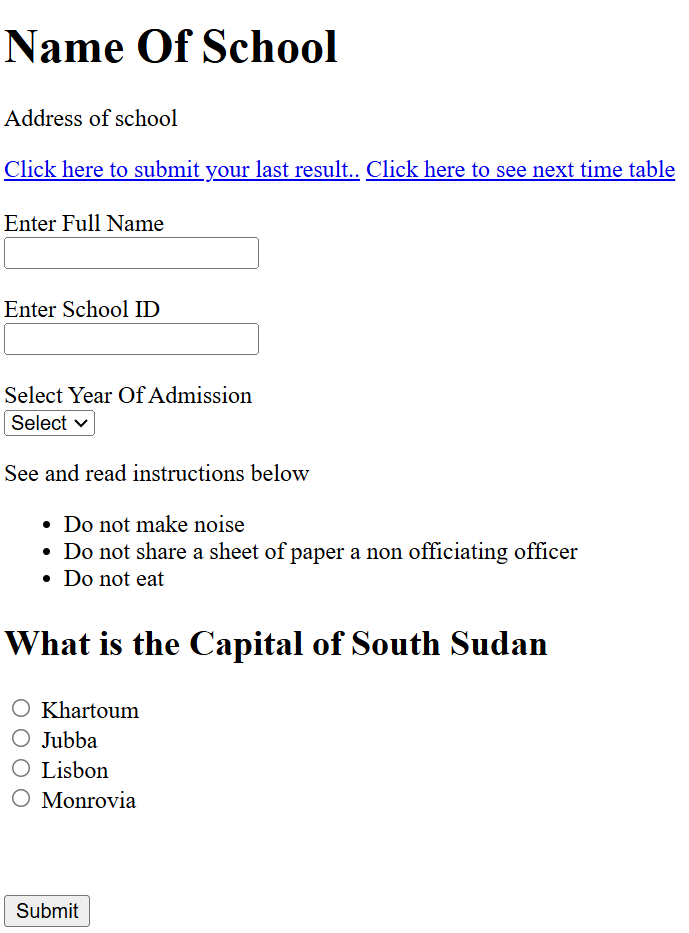 Name Of School
Address of school
Click here to submit your last result.. Click here to see next time table
Enter Full Name
Enter School ID
Select Year Of Admission
Select
See and read instructions below
Do not make noise
Do not share a sheet of paper a non officiating officer
Do not eat
What is the Capital of South Sudan
Khartoum
Jubba
Lisbon
Monrovia
Submit